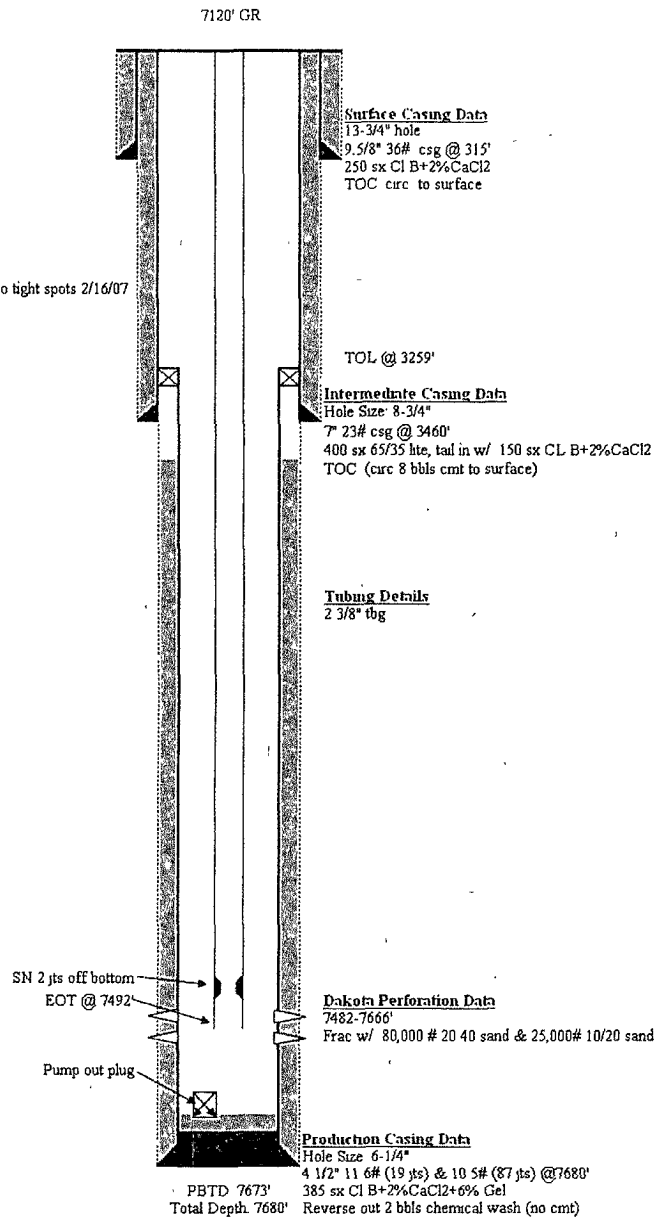 7120' GR
Surface Casing Data
13-3/4" hole
9.5/8" 36# csg @ 315'
250 sx Cl B+2%CaCl2
TOC circ to surface
o tight spots 2/16/07
TOL @ 3259'
Intermediate Casing Data
Hole Size: 8-3/4"
7" 23# csg @ 3460'
400 sx 65/35 lite, tail in w/ 150 sx CL B+2%CaCl2
TOC (circ 8 bbls cmt to surface)
Tubing Details
2 3/8" tbg
SN 2 jts off bottom
EOT @ 7492'
Dakota Perforation Data
7482-7666'
Frac w/ 80,000 # 20 40 sand & 25,000# 10/20 sand
Pump out plug
Production Casing Data
Hole Size 6-1/4"
4 1/2" 11 6# (19 jts) & 10 5# (87 jts) @7680'
385 sx Cl B+2%CaCl2+6% Gel
Reverse out 2 bbls chemical wash (no cmt)
PBTD 7673'
Total Depth. 7680'